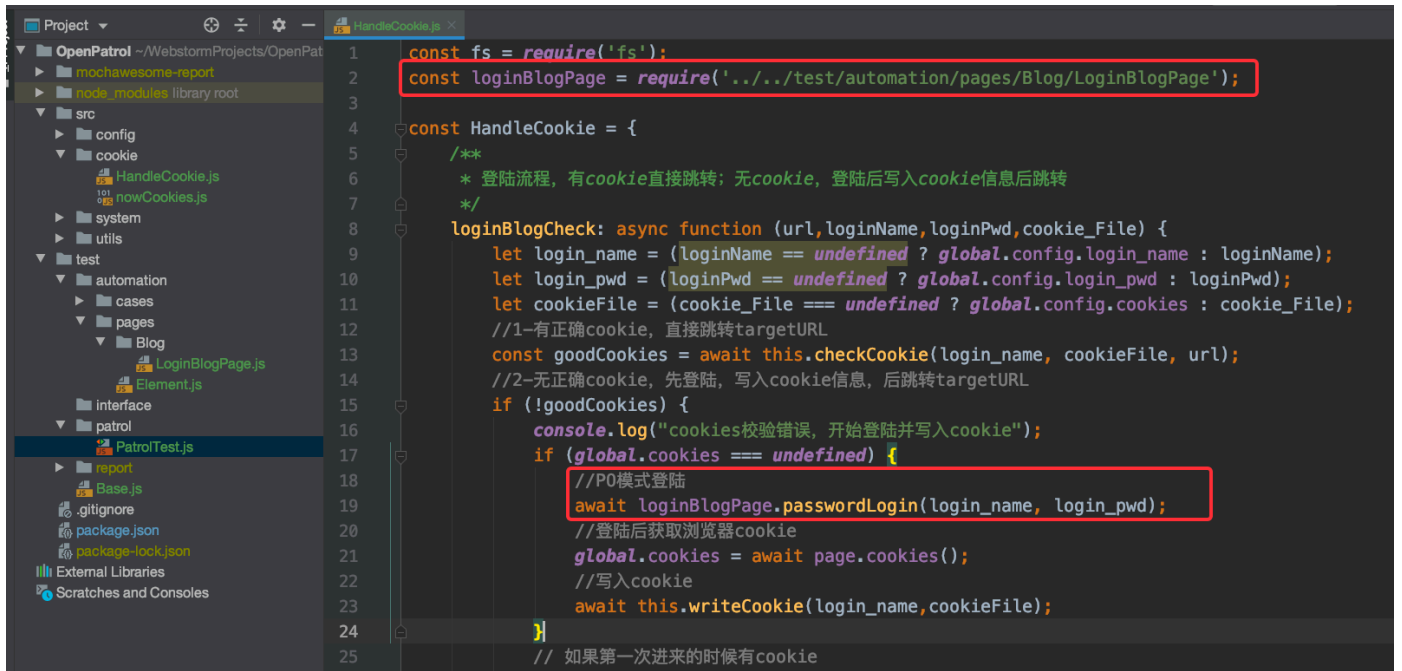 Project
OpenPatrol ~/WebstormProjects/OpenPat
mochawesome-report
node_modules library root
src
config
cookie
HandleCookie.js
nowCookies.js
system
utils
test
automation
cases
pages
Blog
LoginBlogPage.js
Element.js
interface
patrol
PatrolTest.js
report
Base.js
.gitignore
package.json
package-lock.json
External Libraries
Scratches and Consoles
HandleCookie.js
1 const fs = require('fs');
2 const loginBlogPage = require('../../test/automation/pages/Blog/LoginBlogPage');
3
4 const HandleCookie = {
5 /**
6 * 登陆流程，有cookie直接跳转；无cookie，登陆后写入cookie信息后跳转
7 */
8 loginBlogCheck: async function (url,loginName,loginPwd,cookie_File) {
9 let login_name = (loginName == undefined ? global.config.login_name : loginName);
10 let login_pwd = (loginPwd == undefined ? global.config.login_pwd : loginPwd);
11 let cookieFile = (cookie_File === undefined ? global.config.cookies : cookie_File);
12 //1-有正确cookie，直接跳转targetURL
13 const goodCookies = await this.checkCookie(login_name, cookieFile, url);
14 //2-无正确cookie，先登陆，写入cookie信息，后跳转targetURL
15 if (!goodCookies) {
16 console.log("cookies校验错误，开始登陆并写入cookie");
17 if (global.cookies === undefined) {
18 //PO模式登陆
19 await loginBlogPage.passwordLogin(login_name, login_pwd);
20 //登陆后获取浏览器cookie
21 global.cookies = await page.cookies();
22 //写入cookie
23 await this.writeCookie(login_name,cookieFile);
24 }
25 // 如果第一次进来的时候有cookie